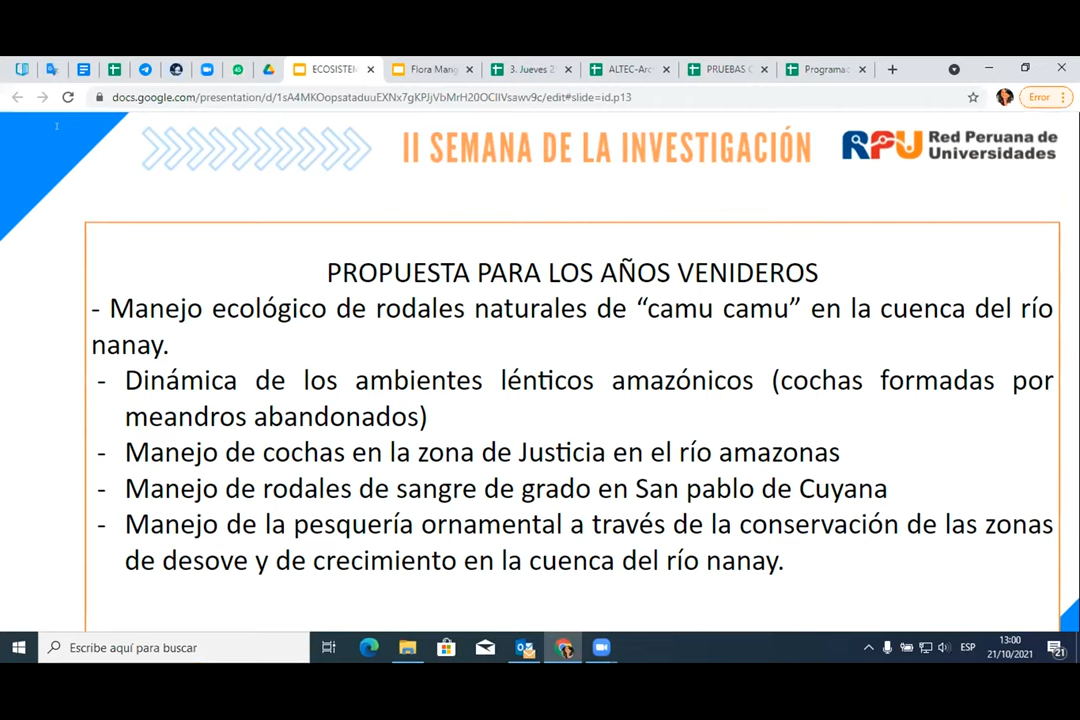 ECOSISTEM
Flora Mang
3. Jueves 2
ALTEC-Arc
PRUEBAS C
Programac
docs.google.com/presentation/d/1sA4MKOopsataduuEXNx7gKPJjVbMrH20OCIIVsawv9c/edit#slide=id.p13
Error
II SEMANA DE LA INVESTIGACIÓN
RPU Red Peruana de
Universidades
PROPUESTA PARA LOS AÑOS VENIDEROS
- Manejo ecológico de rodales naturales de “camu camu” en la cuenca del río
nanay.
- Dinámica de los ambientes lénticos amazónicos (cochas formadas por
meandros abandonados)
- Manejo de cochas en la zona de Justicia en el río amazonas
- Manejo de rodales de sangre de grado en San pablo de Cuyana
- Manejo de la pesquería ornamental a través de la conservación de las zonas
de desove y de crecimiento en la cuenca del río nanay.
Escribe aquí para buscar
ESP
13:00
21/10/2021
21